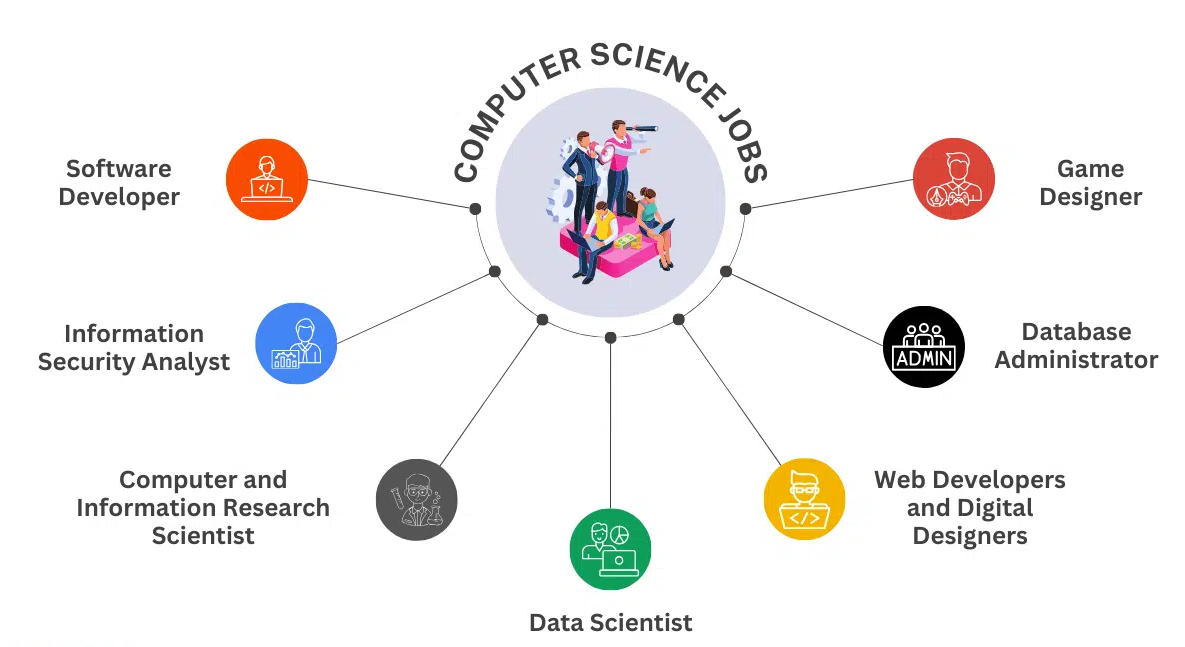 COMPUTER SCIENCE JOBS
Software
Developer
</>
Game
Designer
Information
Security Analyst
ADMIN
Database
Administrator
Computer and
Information Research
Scientist
</>
Web Developers
and Digital
Designers
Data Scientist